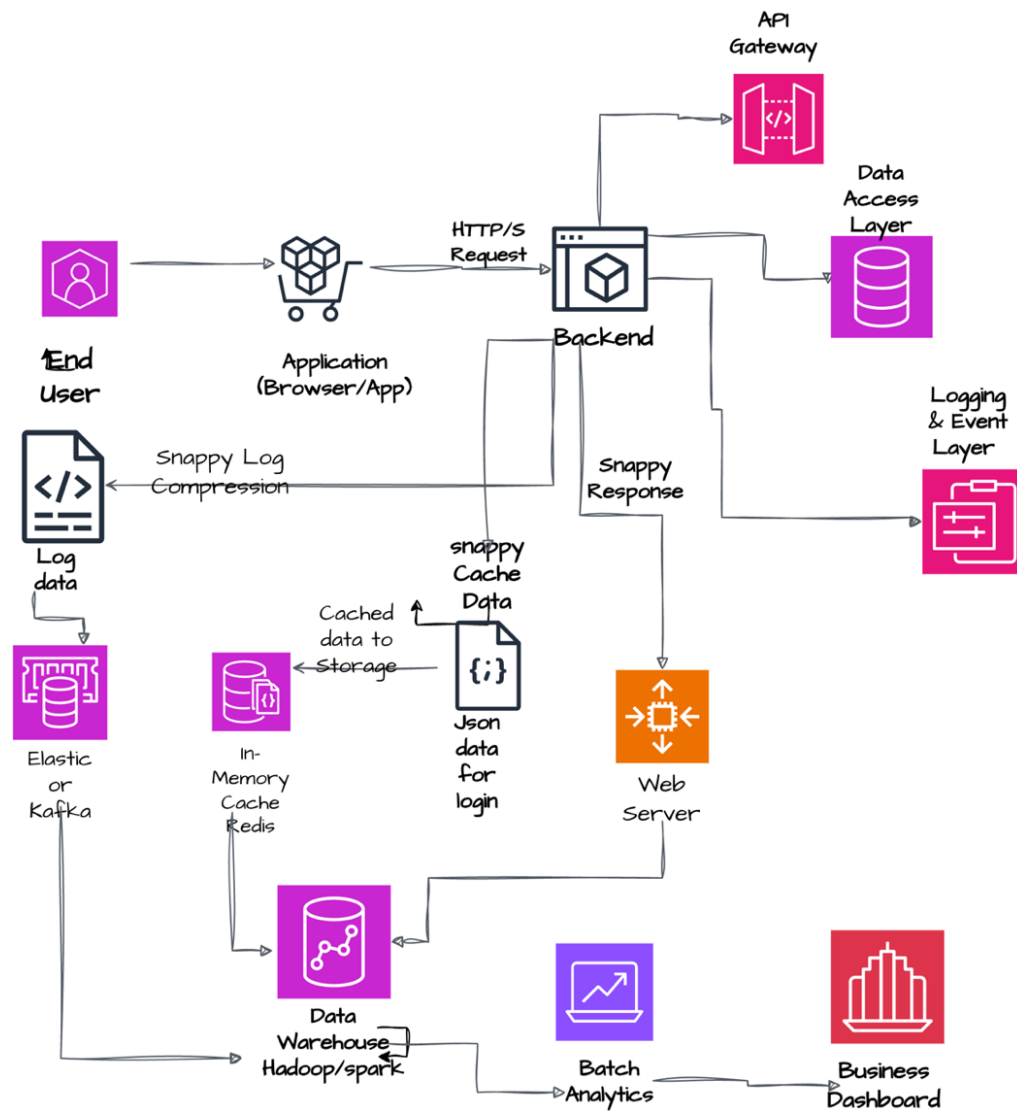 API
Gateway
Data
Access
Layer
HTTP/S
Request
Backend
End
User
Application
(Browser/App)
Logging
& Event
Layer
Snappy Log
Compression
</>
Snappy
Response
Log
data
snappy
Cache
Data
Cached
data to
Storage
{;}
Json
data
for
login
Elastic
or
Kafka
In-
Memory
Cache
Redis
Web
Server
Data
Warehouse
Hadoop/spark
Batch
Analytics
Business
Dashboard